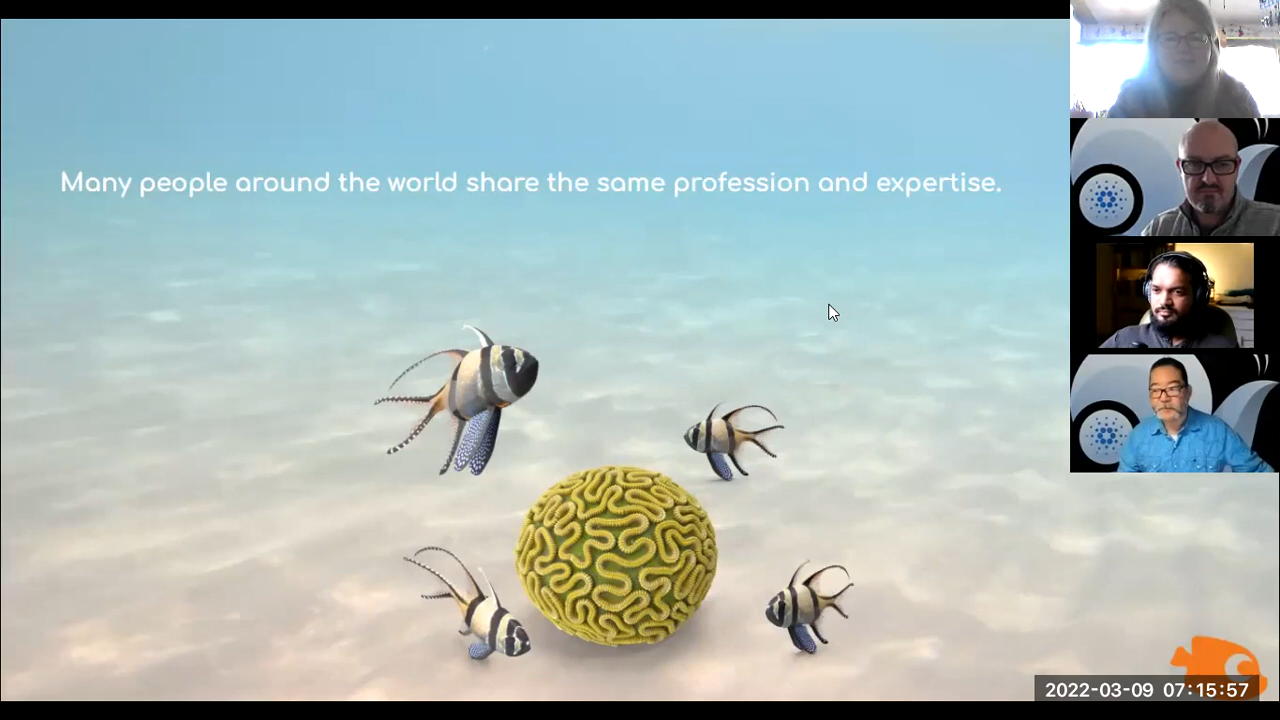 Many people around the world share the same profession and expertise.
2022-03-09 07:15:57